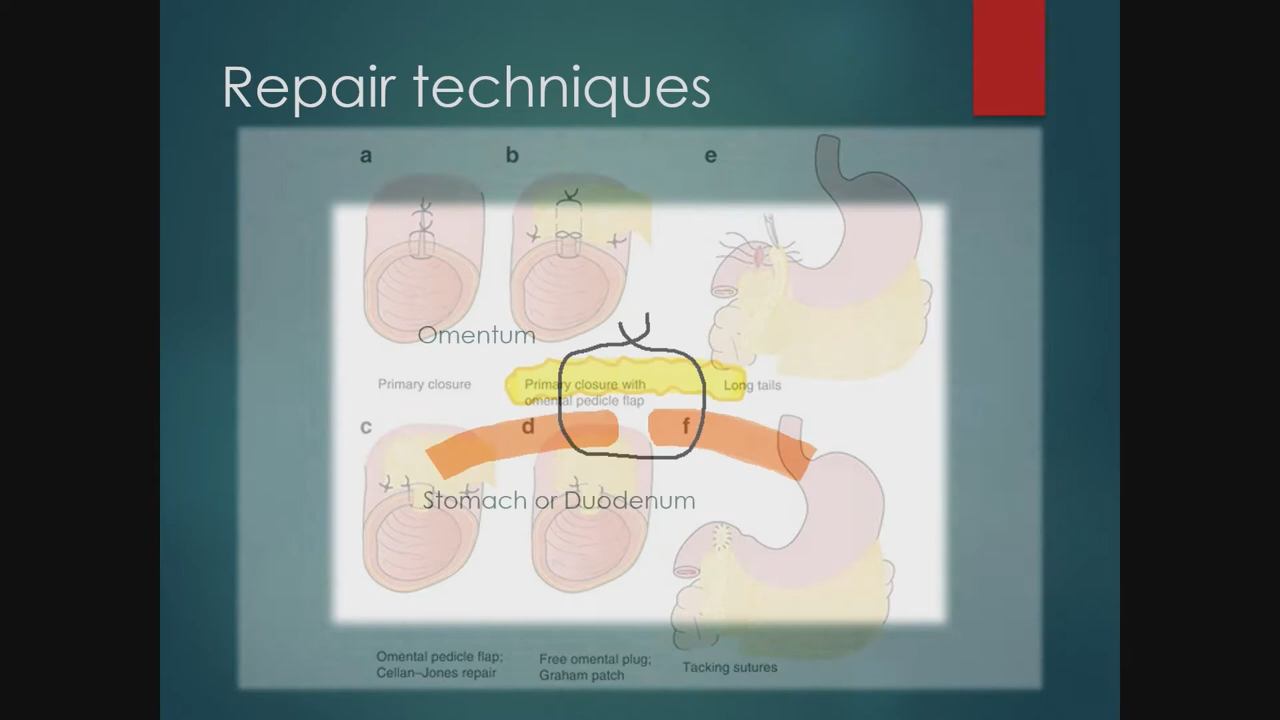 Repair techniques
a
b
e
Omentum
Primary closure
Primary closure with
omental pedicle flap
Long tails
c
d
f
Stomach or Duodenum
Omental pedicle flap;
Cellan–Jones repair
Free omental plug;
Graham patch
Tacking sutures